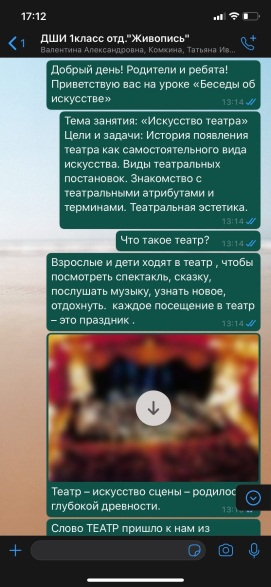 17:12
1
ДШИ 1класс отд."Живопись"
Валентина Александровна, Комкина, Татьяна Ив...
Добрый день! Родители и ребята!
Приветствую вас на уроке «Беседы об
искусстве»
13:14
Тема занятия: «Искусство театра»
Цели и задачи: История появления
театра как самостоятельного вида
искусства. Виды театральных
постановок. Знакомство с
театральными атрибутами и
терминами. Театральная эстетика.
13:14
Что такое театр?
13:14
Взрослые и дети ходят в театр , чтобы
посмотреть спектакль, сказку,
послушать музыку, узнать новое,
отдохнуть. каждое посещение в театр
– это праздник .
13:14
Театр – искусство сцены – родилос
глубокой древности.
Слово ТЕАТР пришло к нам из